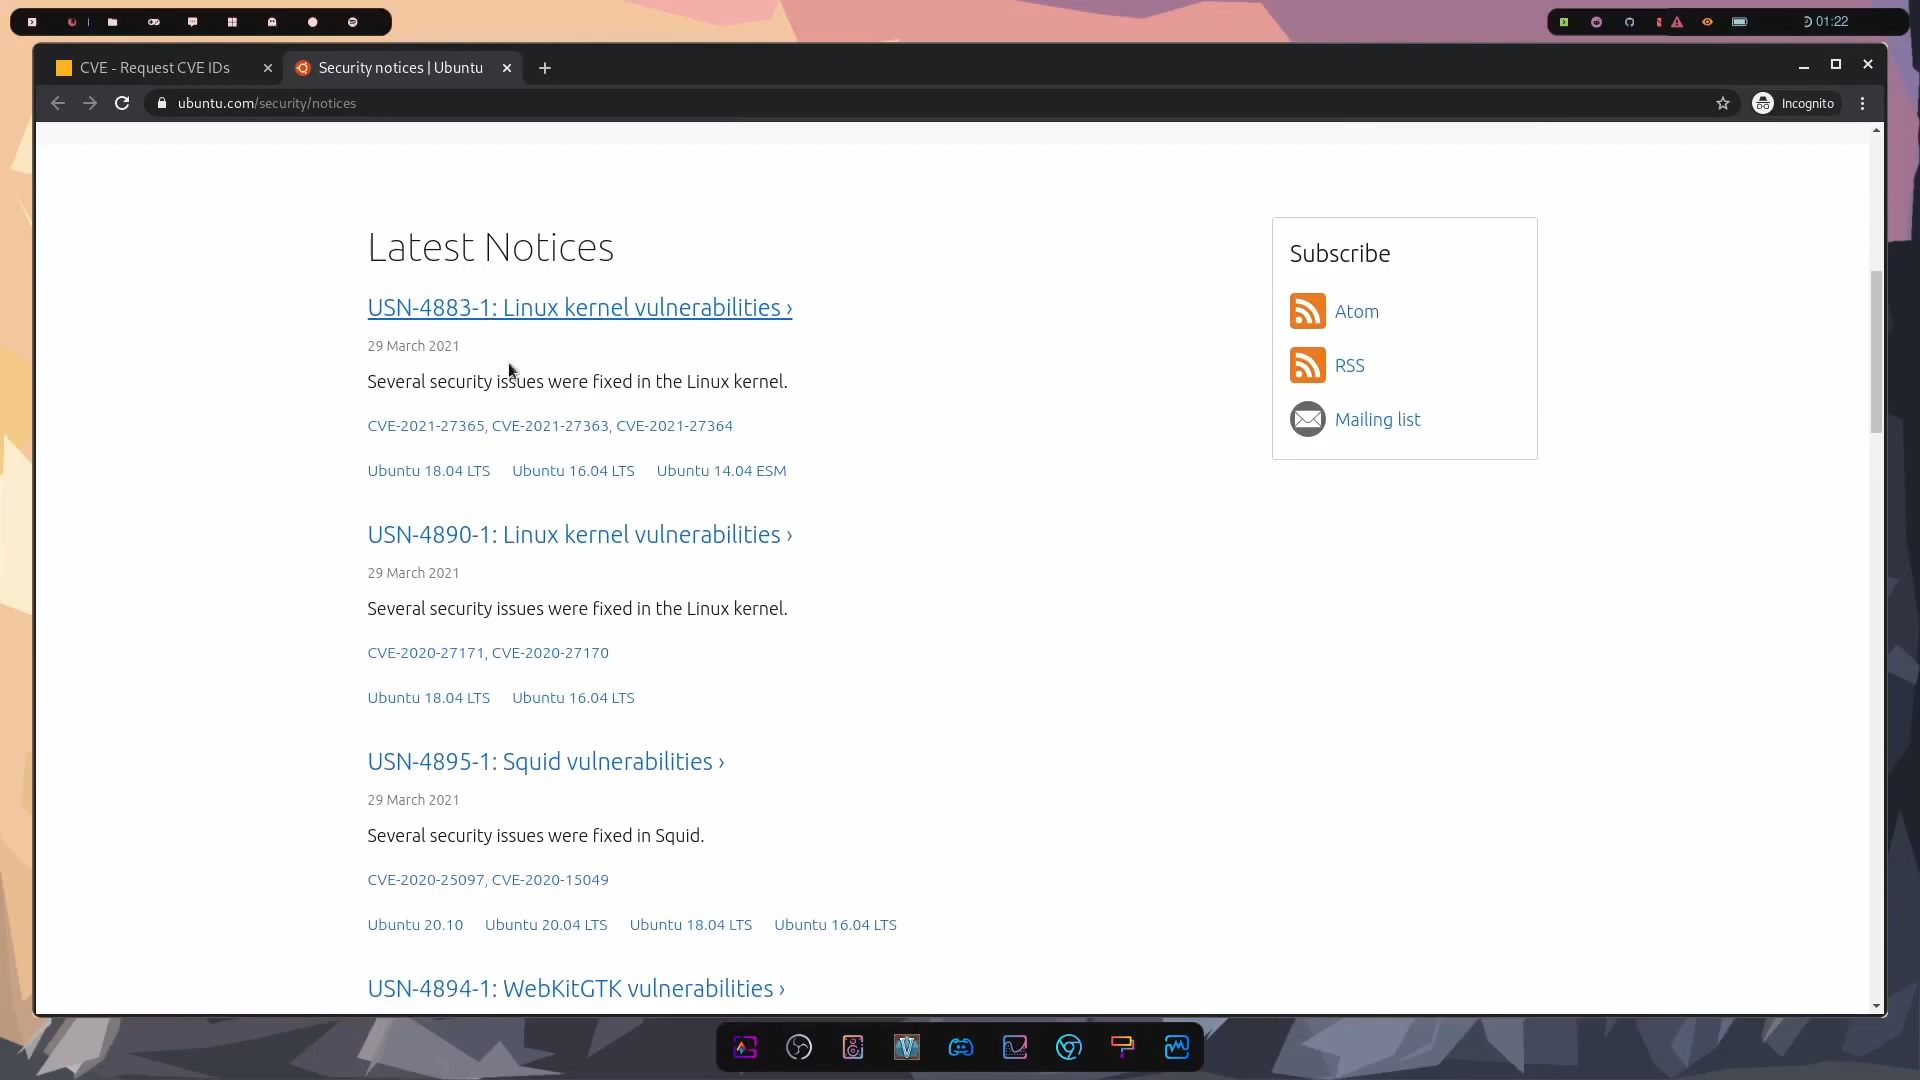 01:22
CVE - Request CVE IDs
Security notices | Ubuntu
ubuntu.com/security/notices
Incognito
Latest Notices
USN-4883-1: Linux kernel vulnerabilities ›
29 March 2021
Several security issues were fixed in the Linux kernel.
CVE-2021-27365, CVE-2021-27363, CVE-2021-27364
Ubuntu 18.04 LTS Ubuntu 16.04 LTS Ubuntu 14.04 ESM
USN-4890-1: Linux kernel vulnerabilities ›
29 March 2021
Several security issues were fixed in the Linux kernel.
CVE-2020-27171, CVE-2020-27170
Ubuntu 18.04 LTS Ubuntu 16.04 LTS
USN-4895-1: Squid vulnerabilities ›
29 March 2021
Several security issues were fixed in Squid.
CVE-2020-25097, CVE-2020-15049
Ubuntu 20.10 Ubuntu 20.04 LTS Ubuntu 18.04 LTS Ubuntu 16.04 LTS
USN-4894-1: WebKitGTK vulnerabilities ›
Subscribe
Atom
RSS
Mailing list